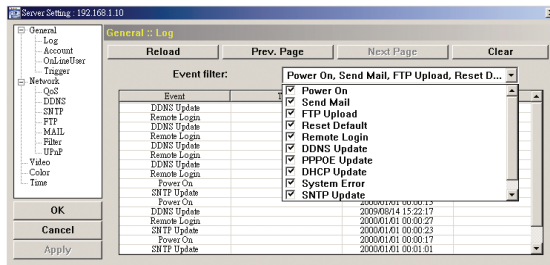 Server Setting : 192.168.1.10
General
Log
Account
OnLineUser
Trigger
Network
QoS
DDNS
SNTP
FTP
MAIL
Filter
UPnP
Video
Color
Time
OK
Cancel
Apply
General :: Log
Reload Prev. Page Next Page Clear
Event filter: Power On, Send Mail, FTP Upload, Reset D...
Power On
Send Mail
FTP Upload
Reset Default
Remote Login
DDNS Update
PPPOE Update
DHCP Update
System Error
SNTP Update
Event
DDNS Update
Remote Login
DDNS Update
Remote Login
DDNS Update
DDNS Update
Remote Login
Power On
SNTP Update
Power On 2000/01/01 00:00:15
DDNS Update 2009/08/14 15:22:17
Remote Login 2000/01/01 00:00:27
SNTP Update 2000/01/01 00:00:23
Power On 2000/01/01 00:00:17
SNTP Update 2000/01/01 00:01:01